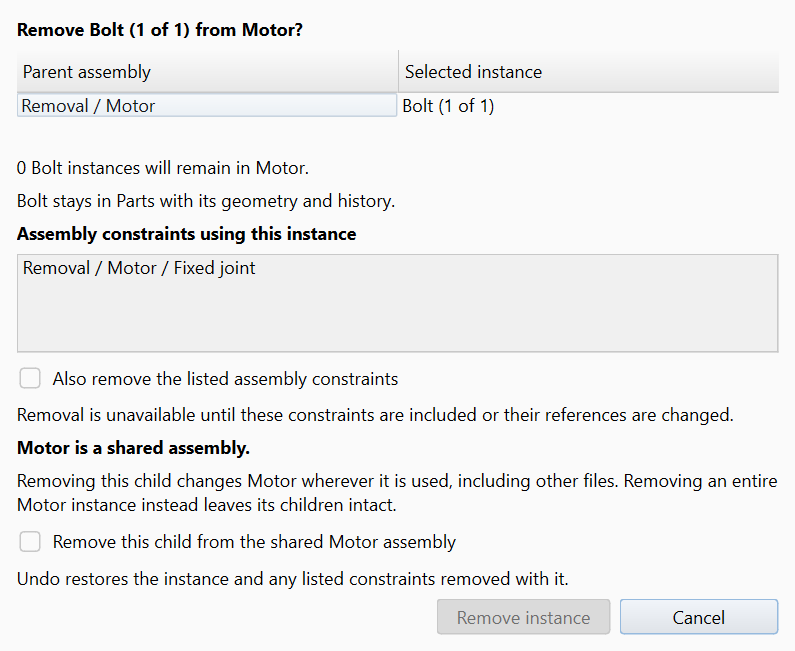 Remove Bolt (1 of 1) from Motor?
Parent assembly Selected instance
Removal / Motor Bolt (1 of 1)
0 Bolt instances will remain in Motor.
Bolt stays in Parts with its geometry and history.
Assembly constraints using this instance
Removal / Motor / Fixed joint
Also remove the listed assembly constraints
Removal is unavailable until these constraints are included or their references are changed.
Motor is a shared assembly.
Removing this child changes Motor wherever it is used, including other files. Removing an entire
Motor instance instead leaves its children intact.
Remove this child from the shared Motor assembly
Undo restores the instance and any listed constraints removed with it.
Remove instance Cancel